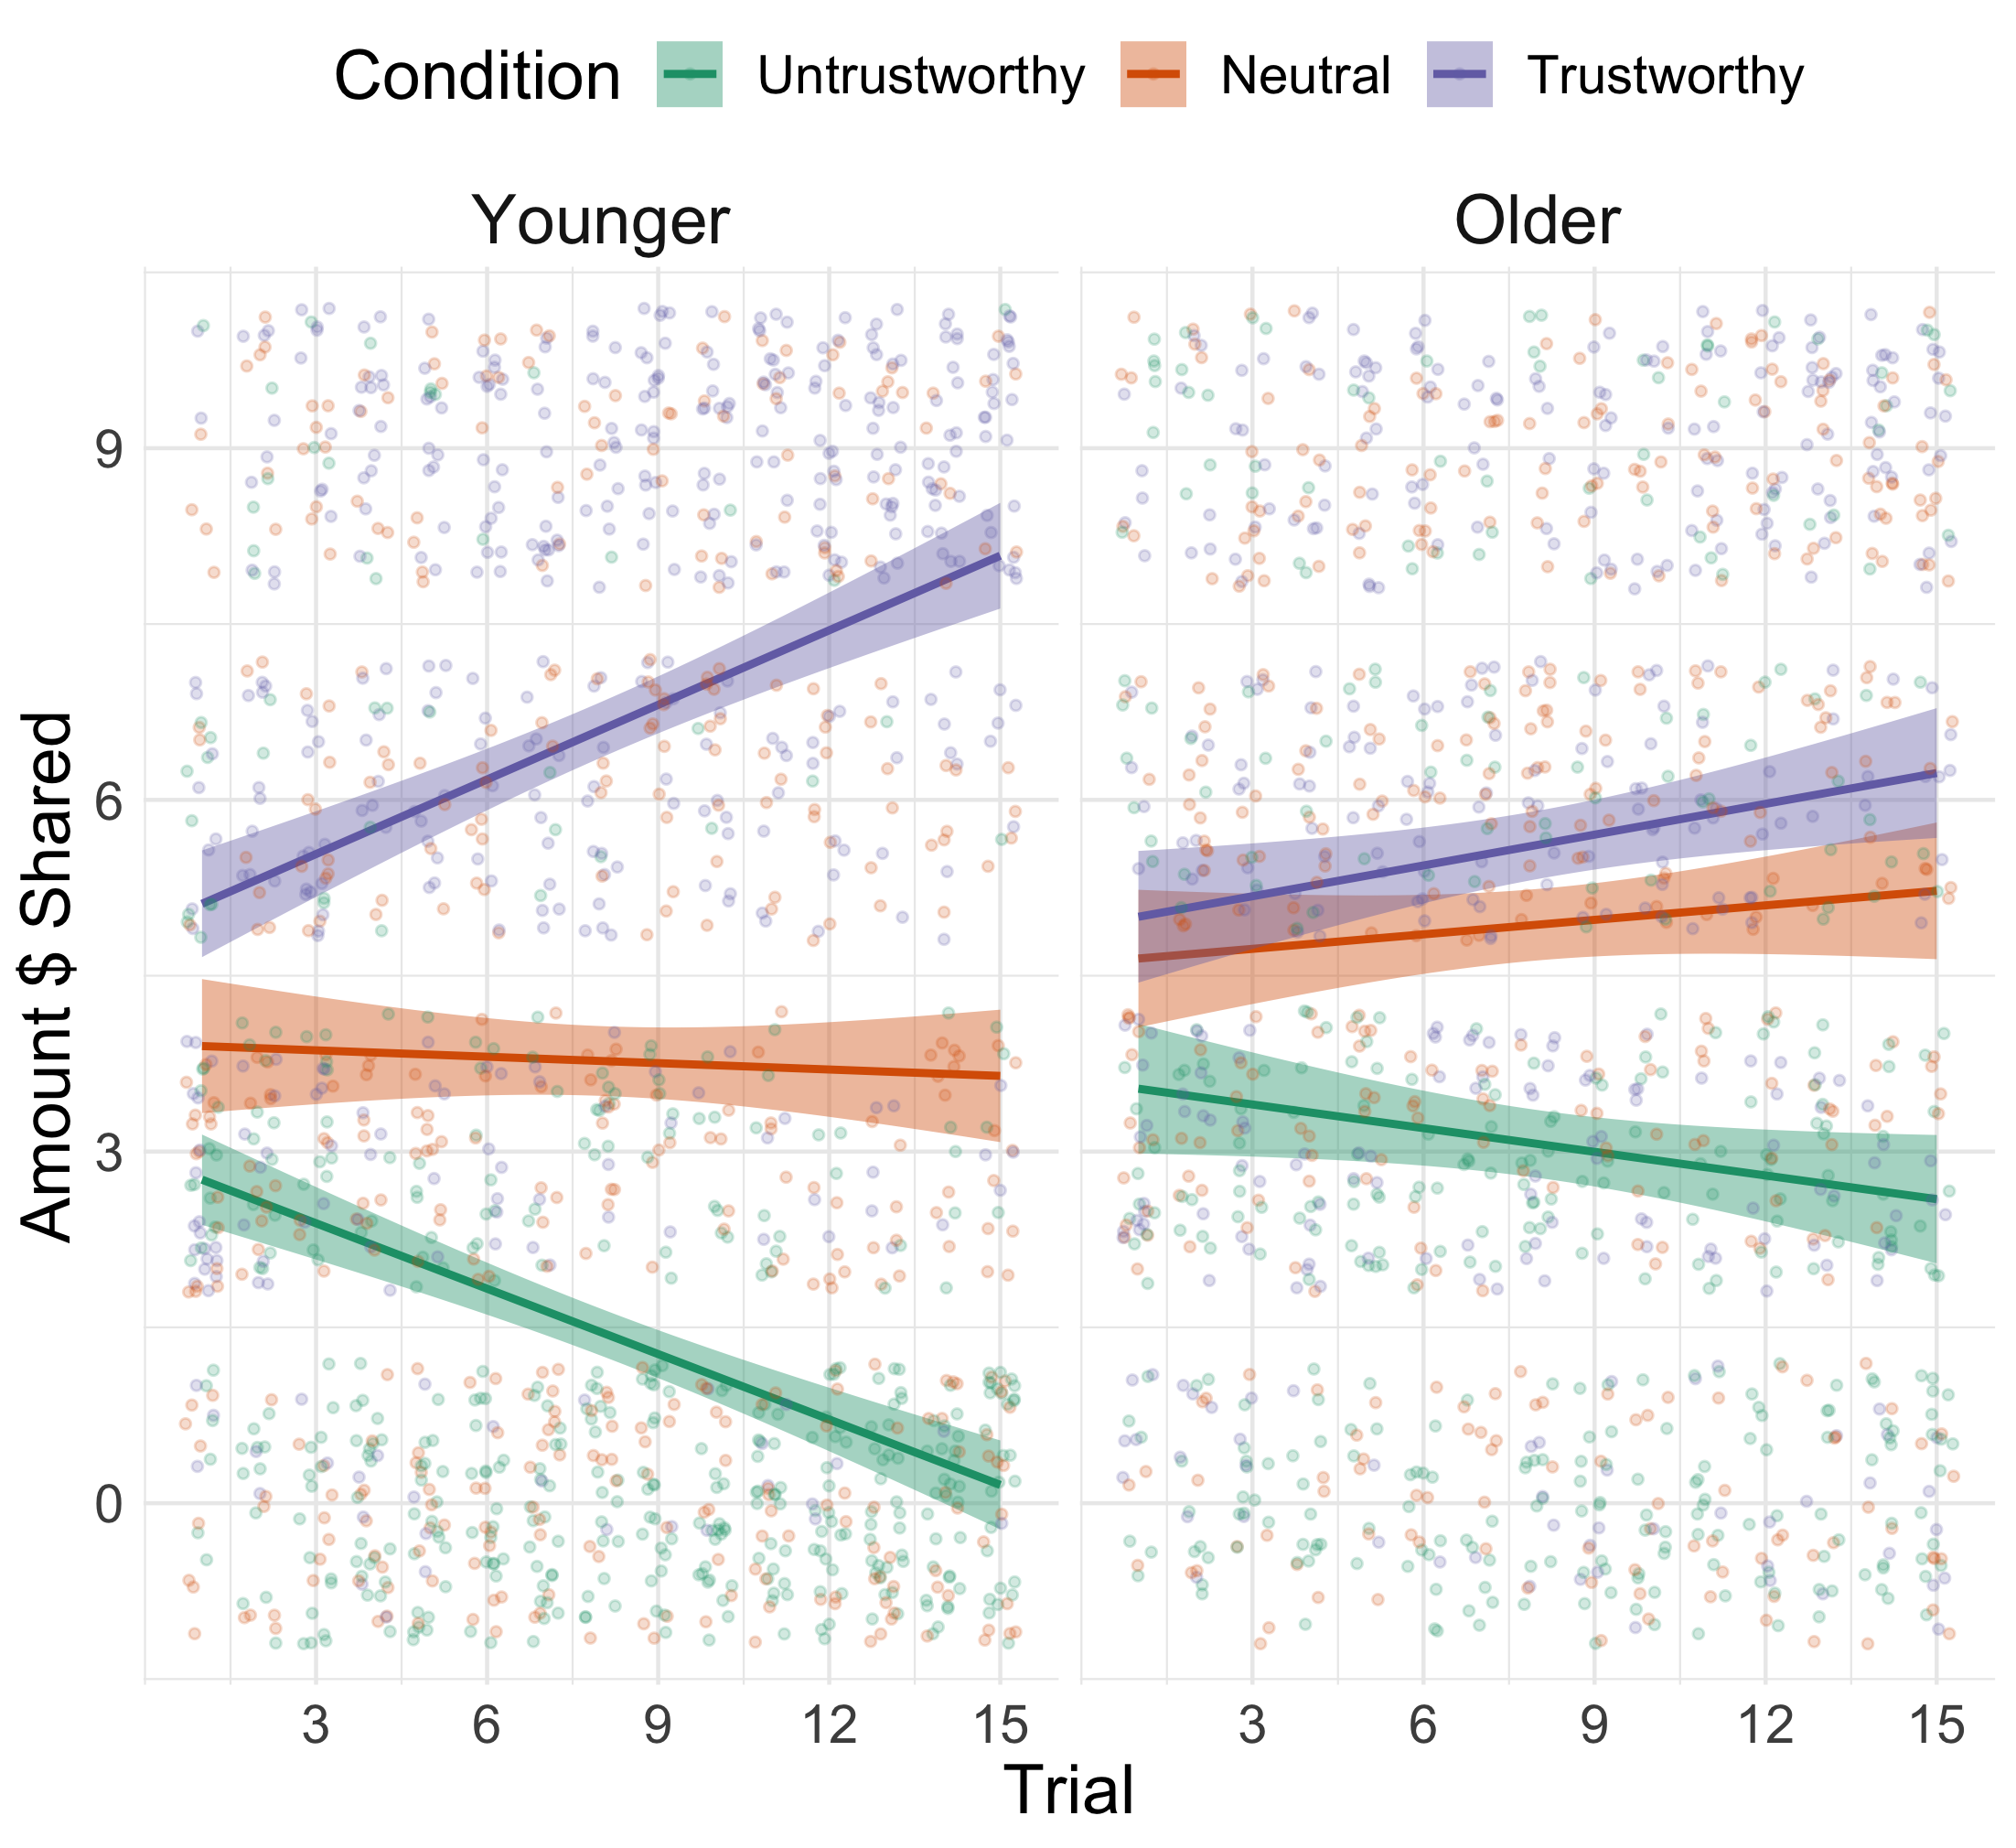 Condition Untrustworthy Neutral Trustworthy
Younger Older
Amount $ Shared
9
6
3
0
3 6 9 12 15 3 6 9 12 15
Trial